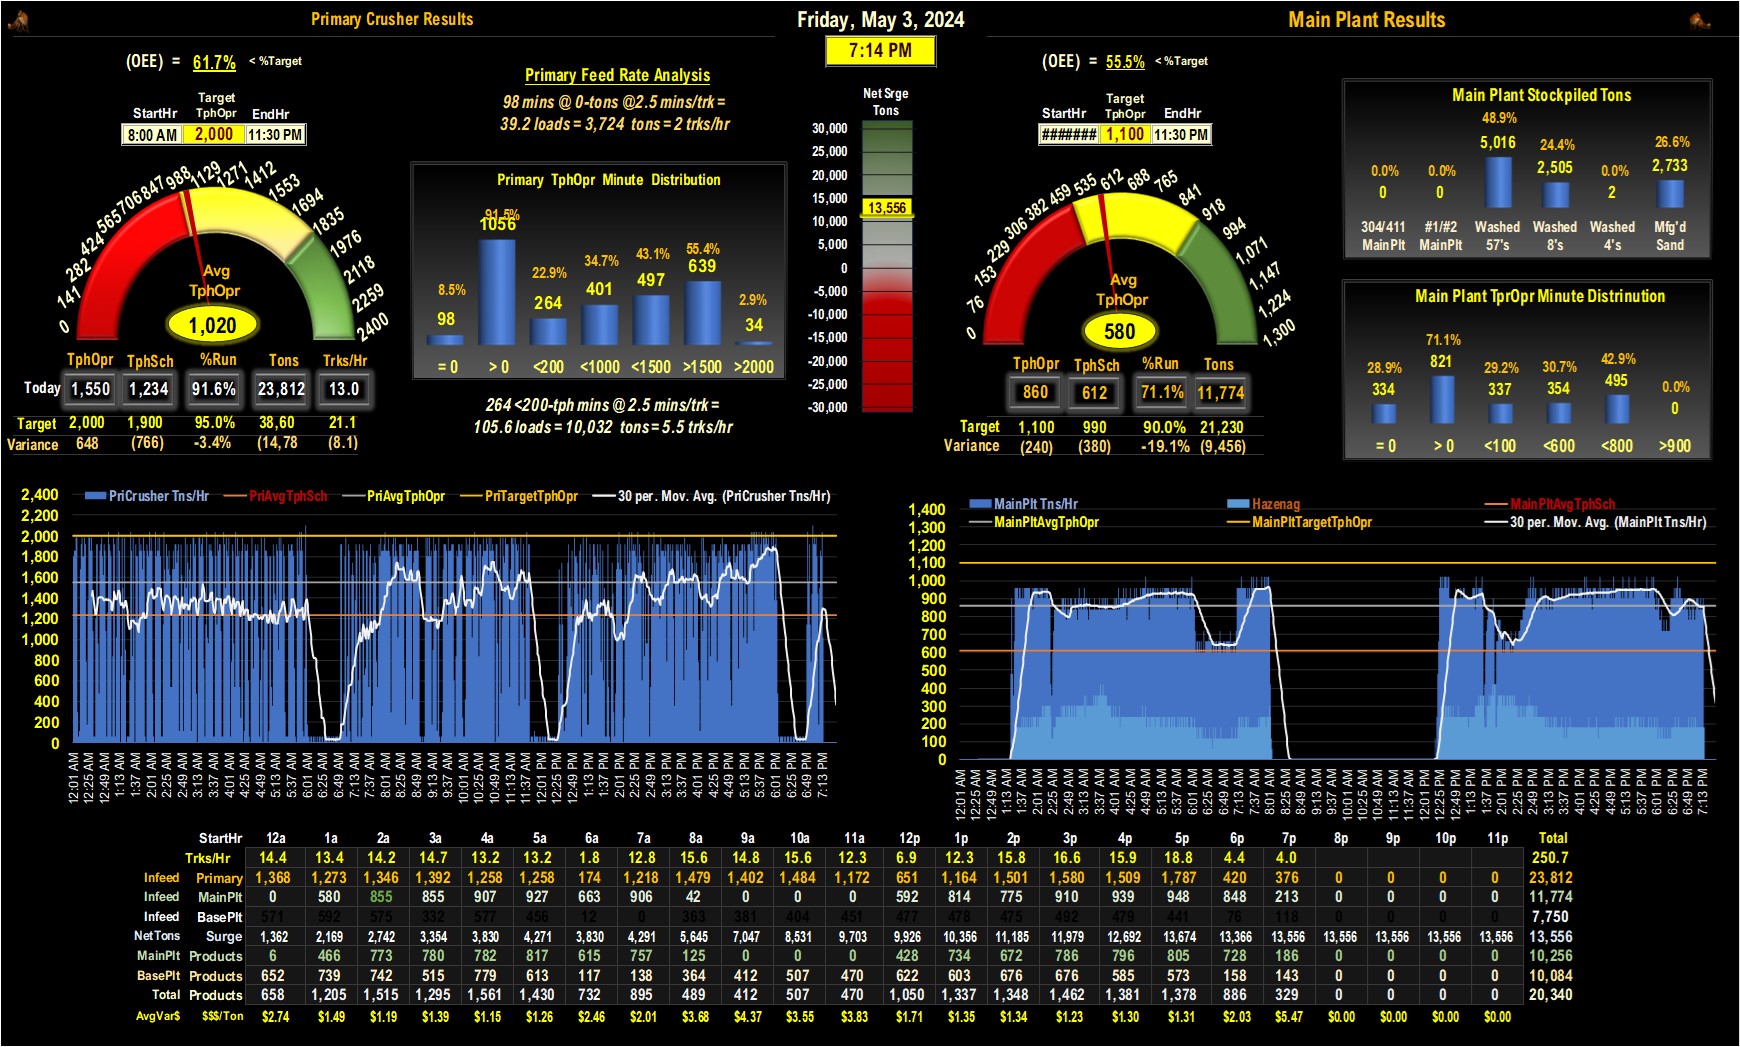 Primary Crusher Results
Friday, May 3, 2024
Main Plant Results
7:14 PM
(OEE) = 61.7% < %Target
Target
StartHr TphOpr EndHr
8:00 AM 2,000 11:30 PM
Primary Feed Rate Analysis
98 mins @ 0-tons @2.5 mins/trk =
39.2 loads = 3,724 tons = 2 trks/hr
0 141 282 424 565 706 847 988 1129 1271 1412 1553 1694 1835 1976 2118 2259 2400
Avg
TphOpr
1,020
TphOpr TphSch %Run Tons Trks/Hr
Today 1,550 1,234 91.6% 23,812 13.0
Target 2,000 1,900 95.0% 38,60 21.1
Variance 648 (766) -3.4% (14,78 (8.1)
Primary TphOpr Minute Distribution
8.5% 91.5% 22.9% 34.7% 43.1% 55.4% 2.9%
98 1056 264 401 497 639 34
= 0 > 0 <200 <1000 <1500 >1500 >2000
264 <200-tph mins @ 2.5 mins/trk =
105.6 loads = 10,032 tons = 5.5 trks/hr
Net Srge
Tons
30,000
25,000
20,000
15,000
13,556
10,000
5,000
0
-5,000
-10,000
-15,000
-20,000
-25,000
-30,000
(OEE) = 55.5% < %Target
Target
StartHr TphOpr EndHr
####### 1,100 11:30 PM
0 76 153 229 306 382 459 535 612 688 765 841 918 994 1,071 1,147 1,224 1,300
Avg
TphOpr
580
TphOpr TphSch %Run Tons
860 612 71.1% 11,774
Target 1,100 990 90.0% 21,230
Variance (240) (380) -19.1% (9,456)
Main Plant Stockpiled Tons
0.0% 0.0% 48.9% 24.4% 0.0% 26.6%
0 0 5,016 2,505 2 2,733
304/411 #1/#2 Washed Washed Washed Mfg'd
MainPlt MainPlt 57's 8's 4's Sand
Main Plant TprOpr Minute Distrinution
28.9% 71.1% 29.2% 30.7% 42.9% 0.0%
334 821 337 354 495 0
= 0 > 0 <100 <600 <800 >900
PriCrusher Tns/Hr PriAvgTphSch PriAvgTphOpr PriTargetTphOpr 30 per. Mov. Avg. (PriCrusher Tns/Hr)
2,400
2,200
2,000
1,800
1,600
1,400
1,200
1,000
800
600
400
200
0
12:01 AM 12:25 AM 12:49 AM 1:13 AM 1:37 AM 2:01 AM 2:25 AM 2:49 AM 3:13 AM 3:37 AM 4:01 AM 4:25 AM 4:49 AM 5:13 AM 5:37 AM 6:01 AM 6:25 AM 6:49 AM 7:13 AM 7:37 AM 8:01 AM 8:25 AM 8:49 AM 9:13 AM 9:37 AM 10:01 AM 10:25 AM 10:49 AM 11:13 AM 11:37 AM 12:01 PM 12:25 PM 12:49 PM 1:13 PM 1:37 PM 2:01 PM 2:25 PM 2:49 PM 3:13 PM 3:37 PM 4:01 PM 4:25 PM 4:49 PM 5:13 PM 5:37 PM 6:01 PM 6:25 PM 6:49 PM 7:13 PM
MainPlt Tns/Hr Hazenag MainPltAvgTphSch
MainPltAvgTphOpr MainPltTargetTphOpr 30 per. Mov. Avg. (MainPlt Tns/Hr)
1,400
1,300
1,200
1,100
1,000
900
800
700
600
500
400
300
200
100
0
12:01 AM 12:25 AM 12:49 AM 1:13 AM 1:37 AM 2:01 AM 2:25 AM 2:49 AM 3:13 AM 3:37 AM 4:01 AM 4:25 AM 4:49 AM 5:13 AM 5:37 AM 6:01 AM 6:25 AM 6:49 AM 7:13 AM 7:37 AM 8:01 AM 8:25 AM 8:49 AM 9:13 AM 9:37 AM 10:01 AM 10:25 AM 10:49 AM 11:13 AM 11:37 AM 12:01 PM 12:25 PM 12:49 PM 1:13 PM 1:37 PM 2:01 PM 2:25 PM 2:49 PM 3:13 PM 3:37 PM 4:01 PM 4:25 PM 4:49 PM 5:13 PM 5:37 PM 6:01 PM 6:25 PM 6:49 PM 7:13 PM
StartHr 12a 1a 2a 3a 4a 5a 6a 7a 8a 9a 10a 11a 12p 1p 2p 3p 4p 5p 6p 7p 8p 9p 10p 11p Total
Trks/Hr 14.4 13.4 14.2 14.7 13.2 13.2 1.8 12.8 15.6 14.8 15.6 12.3 6.9 12.3 15.8 16.6 15.9 18.8 4.4 4.0 250.7
Infeed Primary 1,368 1,273 1,346 1,392 1,258 1,258 174 1,218 1,479 1,402 1,484 1,172 651 1,164 1,501 1,580 1,509 1,787 420 376 0 0 0 0 23,812
Infeed MainPlt 0 580 855 855 907 927 663 906 42 0 0 0 592 814 775 910 939 948 848 213 0 0 0 0 11,774
Infeed BasePlt 571 592 575 332 577 456 12 0 363 381 404 451 477 478 475 492 479 441 76 118 0 0 0 0 7,750
NetTons Surge 1,362 2,169 2,742 3,354 3,830 4,271 3,830 4,291 5,645 7,047 8,531 9,703 9,926 10,356 11,185 11,979 12,692 13,674 13,366 13,556 13,556 13,556 13,556 13,556 13,556
MainPlt Products 6 466 773 780 782 817 615 757 125 0 0 0 428 734 672 786 796 805 728 186 0 0 0 0 10,256
BasePlt Products 652 739 742 515 779 613 117 138 364 412 507 470 622 603 676 676 585 573 158 143 0 0 0 0 10,084
Total Products 658 1,205 1,515 1,295 1,561 1,430 732 895 489 412 507 470 1,050 1,337 1,348 1,462 1,381 1,378 886 329 0 0 0 0 20,340
AvgVar$ $$$/Ton $2.74 $1.49 $1.19 $1.39 $1.15 $1.26 $2.46 $2.01 $3.68 $4.37 $3.55 $3.83 $1.71 $1.35 $1.34 $1.23 $1.30 $1.31 $2.03 $5.47 $0.00 $0.00 $0.00 $0.00